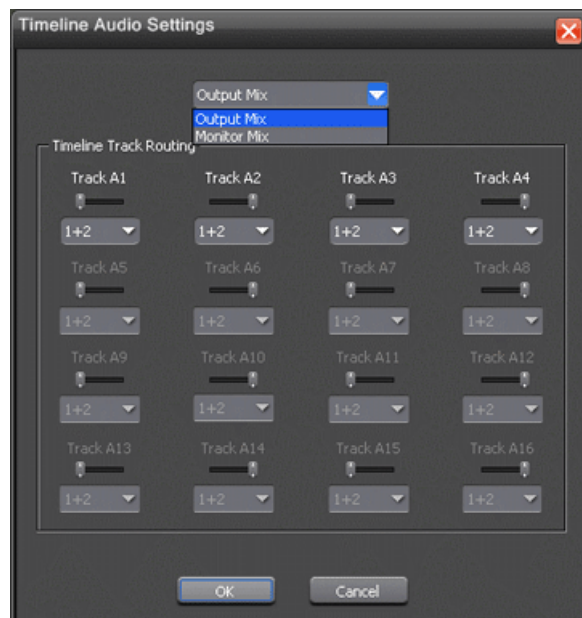 Timeline Audio Settings
Output Mix
Output Mix
Monitor Mix
Timeline Track Routing
Track A1 Track A2 Track A3 Track A4
1+2 1+2 1+2 1+2
Track A5 Track A6 Track A7 Track A8
1+2 1+2 1+2 1+2
Track A9 Track A10 Track A11 Track A12
1+2 1+2 1+2 1+2
Track A13 Track A14 Track A15 Track A16
1+2 1+2 1+2 1+2
OK Cancel